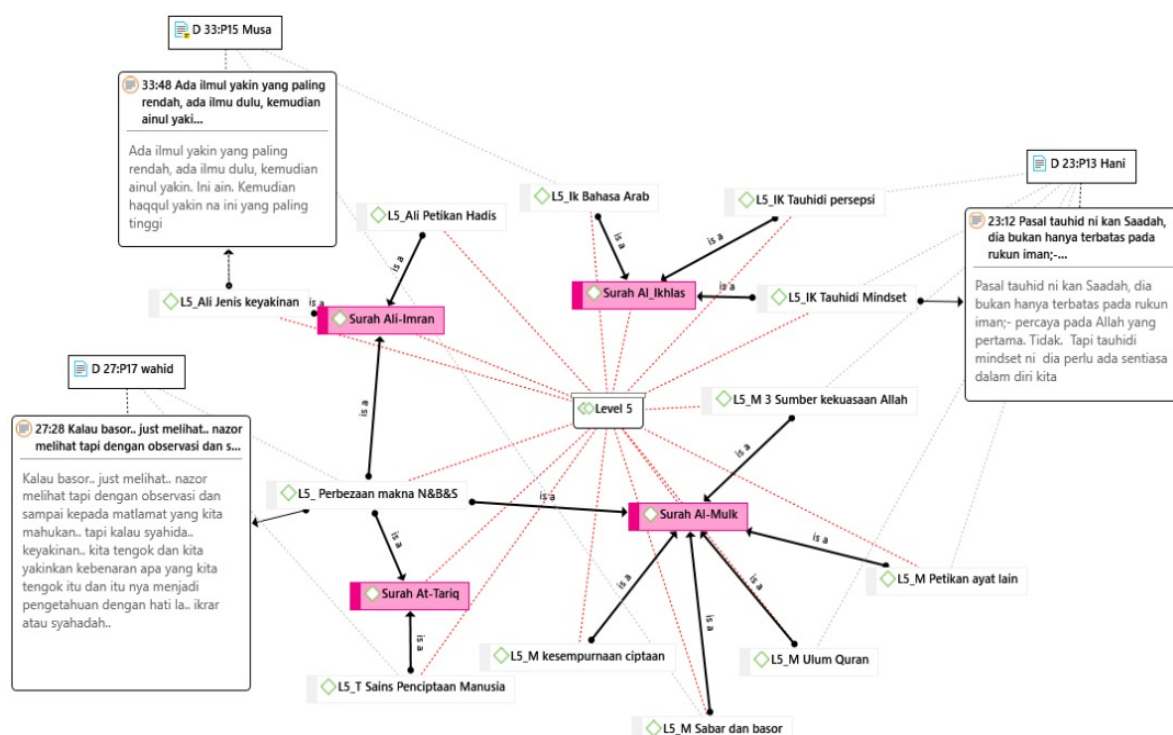 D 33:P15 Musa
33:48 Ada ilmul yakin yang paling
rendah, ada ilmu dulu, kemudian
ainul yaki...
Ada ilmul yakin yang paling
rendah, ada ilmu dulu, kemudian
ainul yakin. Ini ain. Kemudian
haqqul yakin na ini yang paling
tinggi
L5_Ali Petikan Hadis
L5_Ik Bahasa Arab
L5_IK Tauhidi persepsi
D 23:P13 Hani
23:12 Pasal tauhid ni kan Saadah,
dia bukan hanya terbatas pada
rukun iman;-...
Pasal tauhid ni kan Saadah, dia
bukan hanya terbatas pada rukun
iman;- percaya pada Allah yang
pertama. Tidak. Tapi tauhidi
mindset ni dia perlu ada sentiasa
dalam diri kita
is a
is a
is a
L5_Ali Jenis keyakinan
is a
Surah Ali-Imran
Surah Al_Ikhlas
is a
L5_IK Tauhidi Mindset
D 27:P17 wahid
27:28 Kalau basor.. just melihat.. nazor
melihat tapi dengan observasi dan s...
Kalau basor.. just melihat.. nazor
melihat tapi dengan observasi dan
sampai kepada matlamat yang kita
mahukan.. tapi kalau syahida..
keyakinan.. kita tengok dan kita
yakinkan kebenaran apa yang kita
tengok itu dan itu nya menjadi
pengetahuan dengan hati la.. ikrar
atau syahadah..
is a
Level 5
L5_M 3 Sumber kekuasaan Allah
is a
L5_ Perbezaan makna N&B&S
is a
Surah Al-Mulk
is a
is a
L5_M Petikan ayat lain
Surah At-Tariq
is a
is a
is a
is a
L5_M kesempurnaan ciptaan
L5_M Ulum Quran
L5_T Sains Penciptaan Manusia
L5_M Sabar dan basor